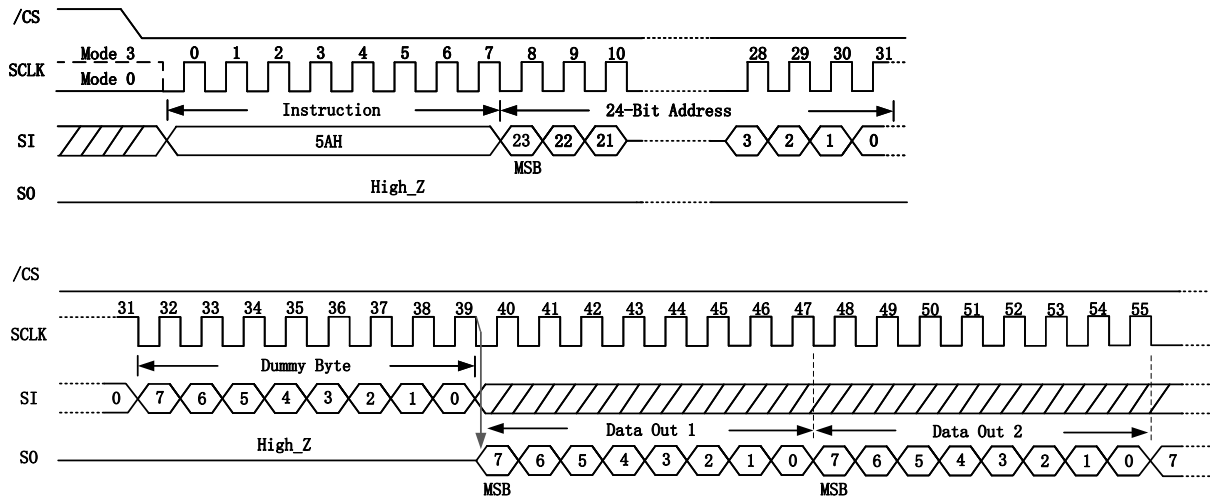 /CS
Mode 3 0 1 2 3 4 5 6 7 8 9 10 28 29 30 31
SCLK
Mode 0
Instruction 24-Bit Address
SI 5AH 23 22 21 3 2 1 0
MSB
High_Z
SO
/CS
31 32 33 34 35 36 37 38 39 40 41 42 43 44 45 46 47 48 49 50 51 52 53 54 55
SCLK
Dummy Byte
SI 0 7 6 5 4 3 2 1 0
Data Out 1 Data Out 2
High_Z
SO 7 6 5 4 3 2 1 0 7 6 5 4 3 2 1 0 7
MSB MSB